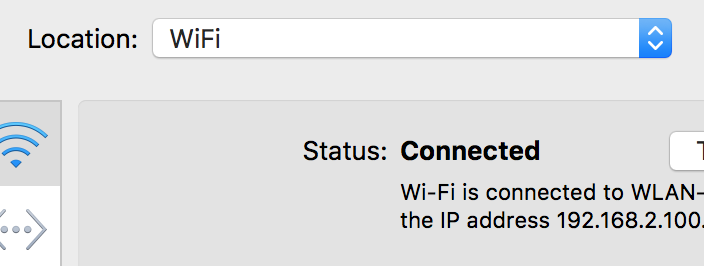 Location: WiFi
Status: Connected
Wi-Fi is connected to WLAN-
the IP address 192.168.2.100.